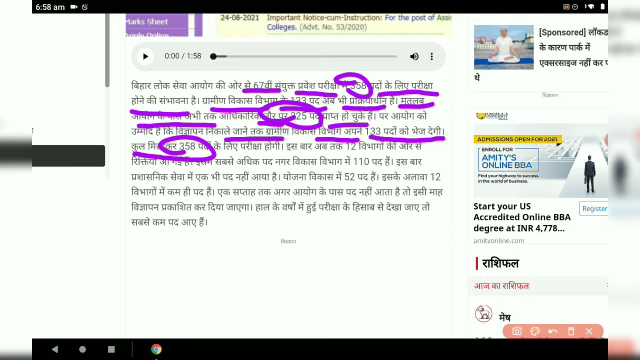 6:58 am
Marks Sheet
24-08-2021
Important Notice-cum-Instruction: For the post of
Colleges. (Advt. No. 53/2020)
0:00 / 1:58
बिहार लोक सेवा आयोग की ओर से 67वीं संयुक्त प्रवेश परीक्षा में 358 पदों के लिए परीक्षा
होने की संभावना है। ग्रामीण विकास विभाग के 133 पद अब भी प्रक्रियाधीन है। मतलब
अभी तक आधिकारिक तौर पर 225 पद प्राप्त हो चुके हैं। पर आयोग को
उम्मीद है कि विज्ञापन निकाले जाने तक ग्रामीण विकास विभाग अपने 133 पदों को भेज देगी।
कुल कर 358 पदों के लिए परीक्षा होगी। इस बार अब तक 12 विभागों की ओर से
सबसे अधिक पद नगर विकास विभाग में 110 पद हैं। इस बार
प्रशासनिक सेवा में एक भी पद नहीं आया है। योजना विकास में 52 पद हैं। इसके अलावा 12
विभागों में कम ही पद हैं। एक सप्ताह तक अगर आयोग के पास पद नहीं आता है तो इसी माह
विज्ञापन प्रकाशित कर दिया जाएगा। हाल के वर्षों में हुई परीक्षा के हिसाब से देखा जाए तो
सबसे कम पद आए हैं।
विज्ञापन
[Sponsored] लॉकड
के कारण पार्क में
एक्सरसाइज नहीं कर प
थे
विज्ञापन
ADMISSIONS OPEN FOR 2021
ENROLL FOR
AMITY'S
ONLINE BBA
Start your US
Accredited Online BBA
degree at INR 4,778...
Register
amityonline.com
राशिफल
आज का राशिफल
मेष